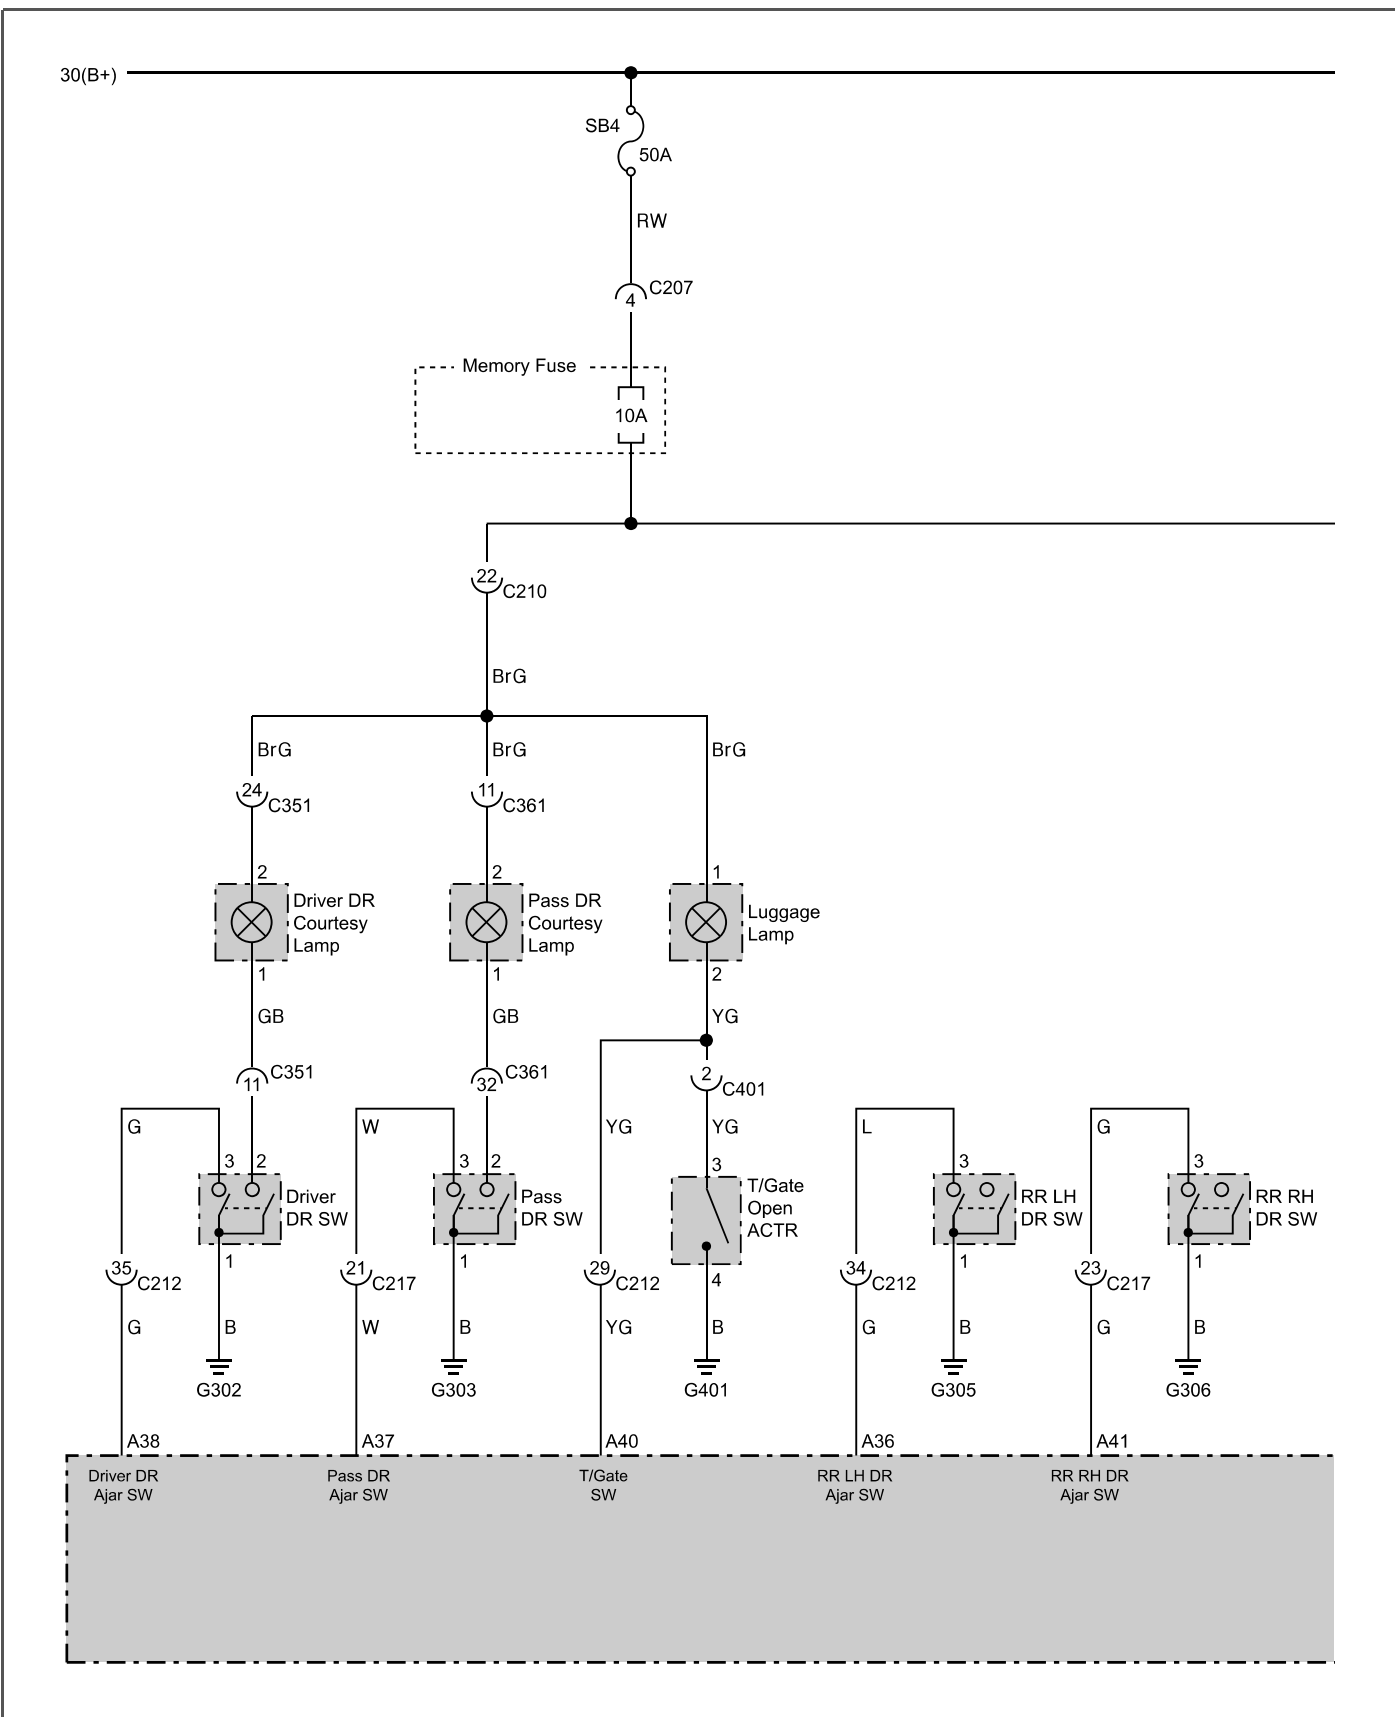 30(B+)
SB4
50A
RW
C207
4
Memory Fuse
10A
22
C210
BrG
BrG
BrG
BrG
24
C351
11
C361
2
2
1
Driver DR
Courtesy
Lamp
Pass DR
Courtesy
Lamp
Luggage
Lamp
1
1
2
GB
GB
YG
C351
11
C361
32
2
C401
G
W
YG
YG
L
G
3
2
3
2
3
3
3
Driver
DR SW
Pass
DR SW
T/Gate
Open
ACTR
RR LH
DR SW
RR RH
DR SW
1
1
4
1
1
35
C212
21
C217
29
C212
34
C212
23
C217
G
B
W
B
YG
B
G
B
G
B
G302
G303
G401
G305
G306
A38
A37
A40
A36
A41
Driver DR
Ajar SW
Pass DR
Ajar SW
T/Gate
SW
RR LH DR
Ajar SW
RR RH DR
Ajar SW